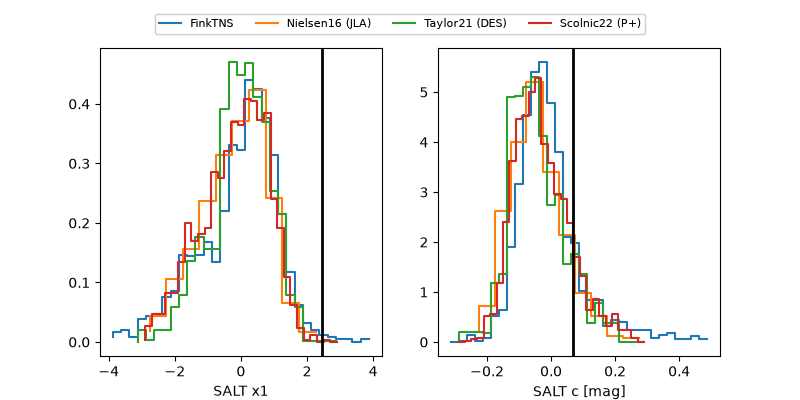 FinkTNS Nielsen16 (JLA) Taylor21 (DES) Scolnic22 (P+)
0.4
0.3
0.2
0.1
0.0
−4 −2 0 2 4
SALT x1
5
4
3
2
1
0
−0.2 0.0 0.2 0.4
SALT c [mag]